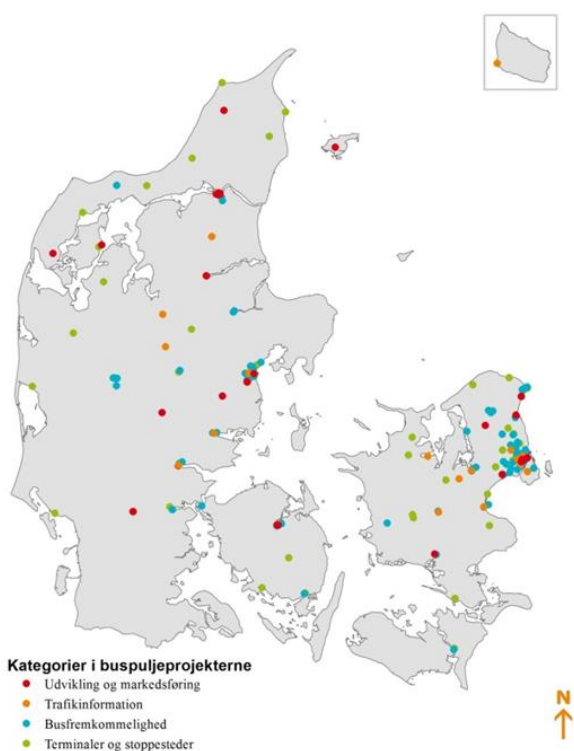 Kategorier i buspuljeprojekterne
Udvikling og markedsføring
Trafikinformation
Busfremkommelighed
Terminaler og stoppesteder
N